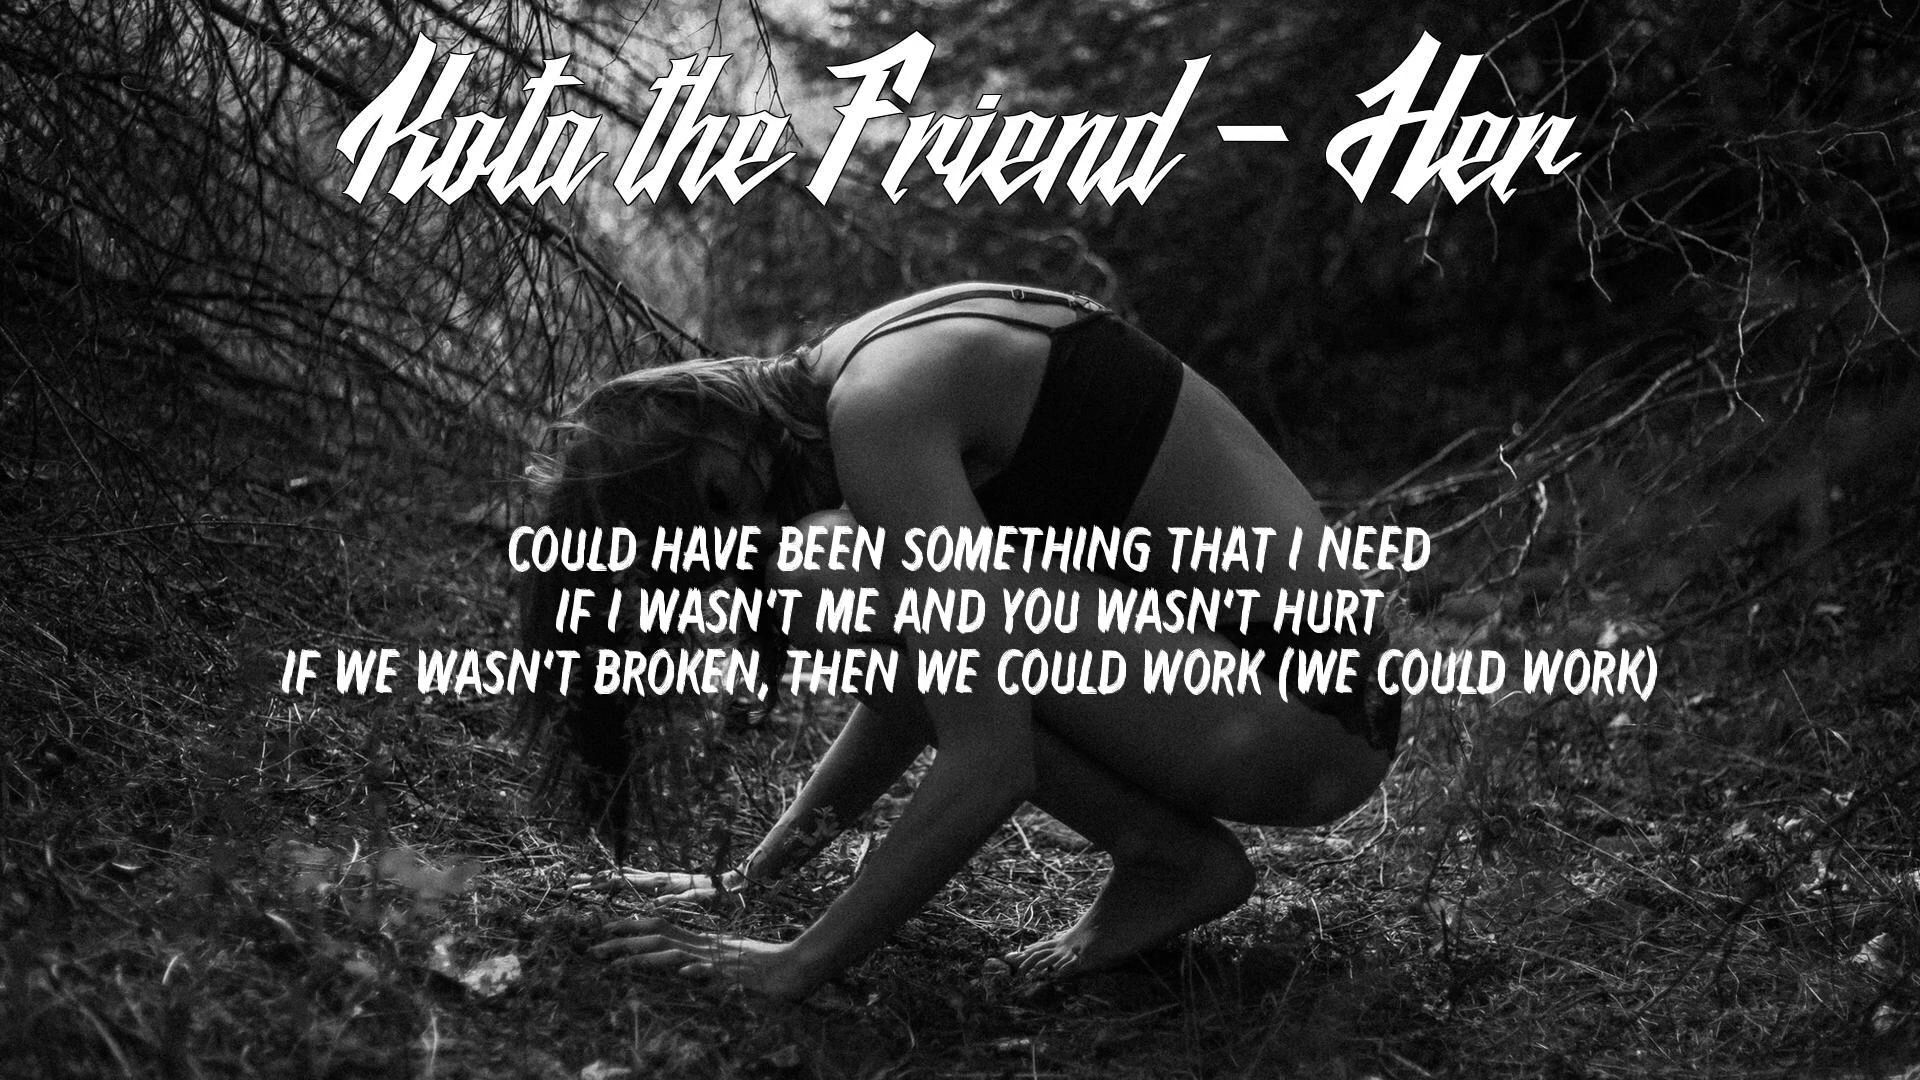 Kota the Friend - Her
COULD HAVE BEEN SOMETHING THAT I NEED
IF I WASN'T ME AND YOU WASN'T HURT
IF WE WASN'T BROKEN, THEN WE COULD WORK (WE COULD WORK)